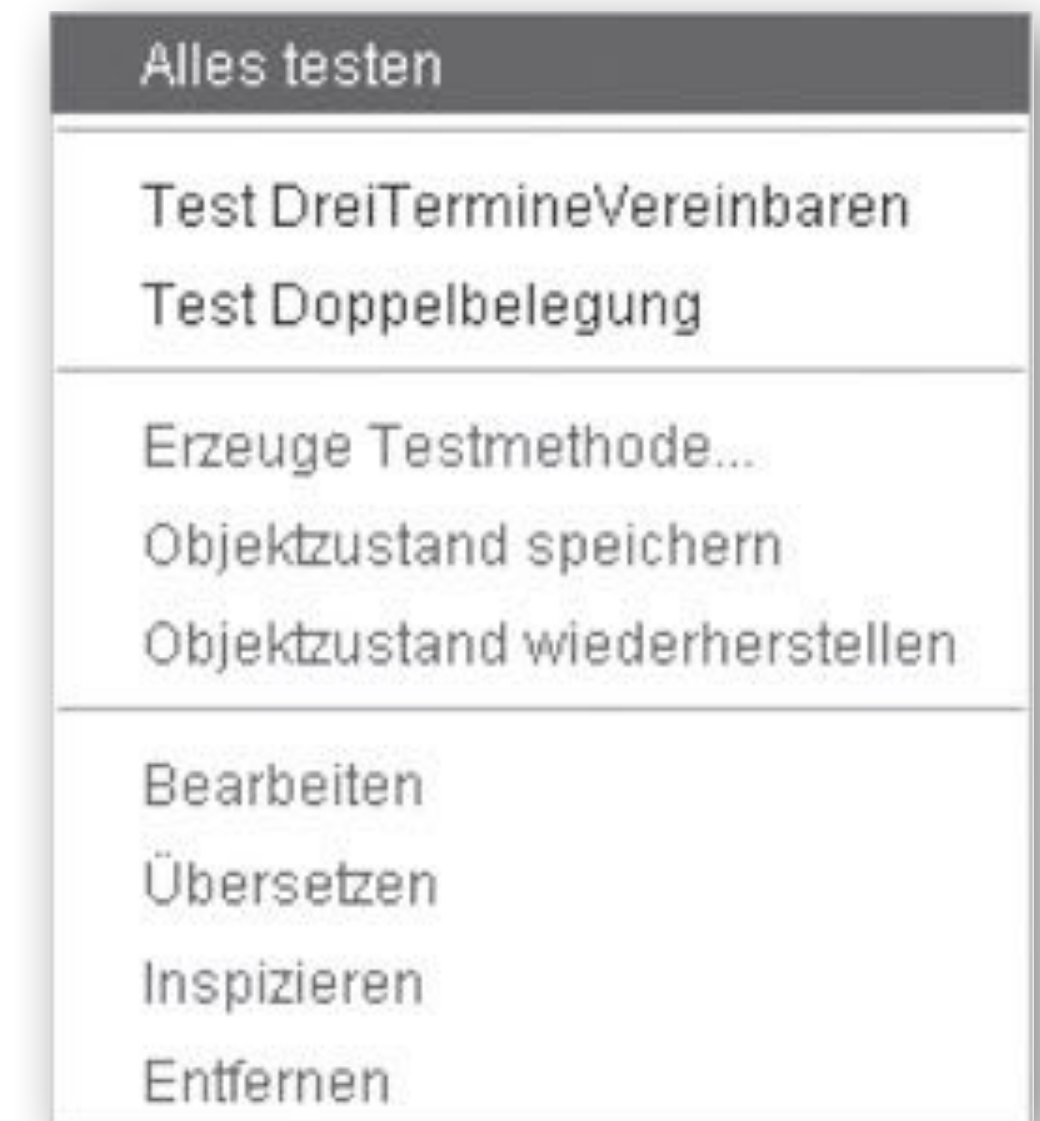 Alles testen
Test DreiTermineVereinbaren
Test Doppelbelegung
Erzeuge Testmethode...
Objektzustand speichern
Objektzustand wiederherstellen
Bearbeiten
Übersetzen
Inspizieren
Entfernen